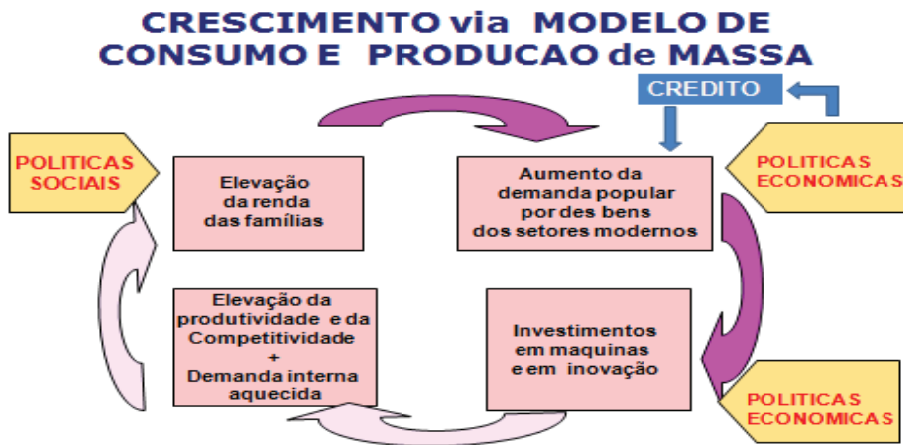 CRESCIMENTO via MODELO DE
CONSUMO E PRODUCAO de MASSA
CREDITO
POLITICAS
SOCIAIS
Elevação
da renda
das famílias
Aumento da
demanda popular
por des bens
dos setores modernos
POLITICAS
ECONOMICAS
Elevação da
produtividade e da
Competitividade
+
Demanda interna
aquecida
Investimentos
em maquinas
e em inovação
POLITICAS
ECONOMICAS